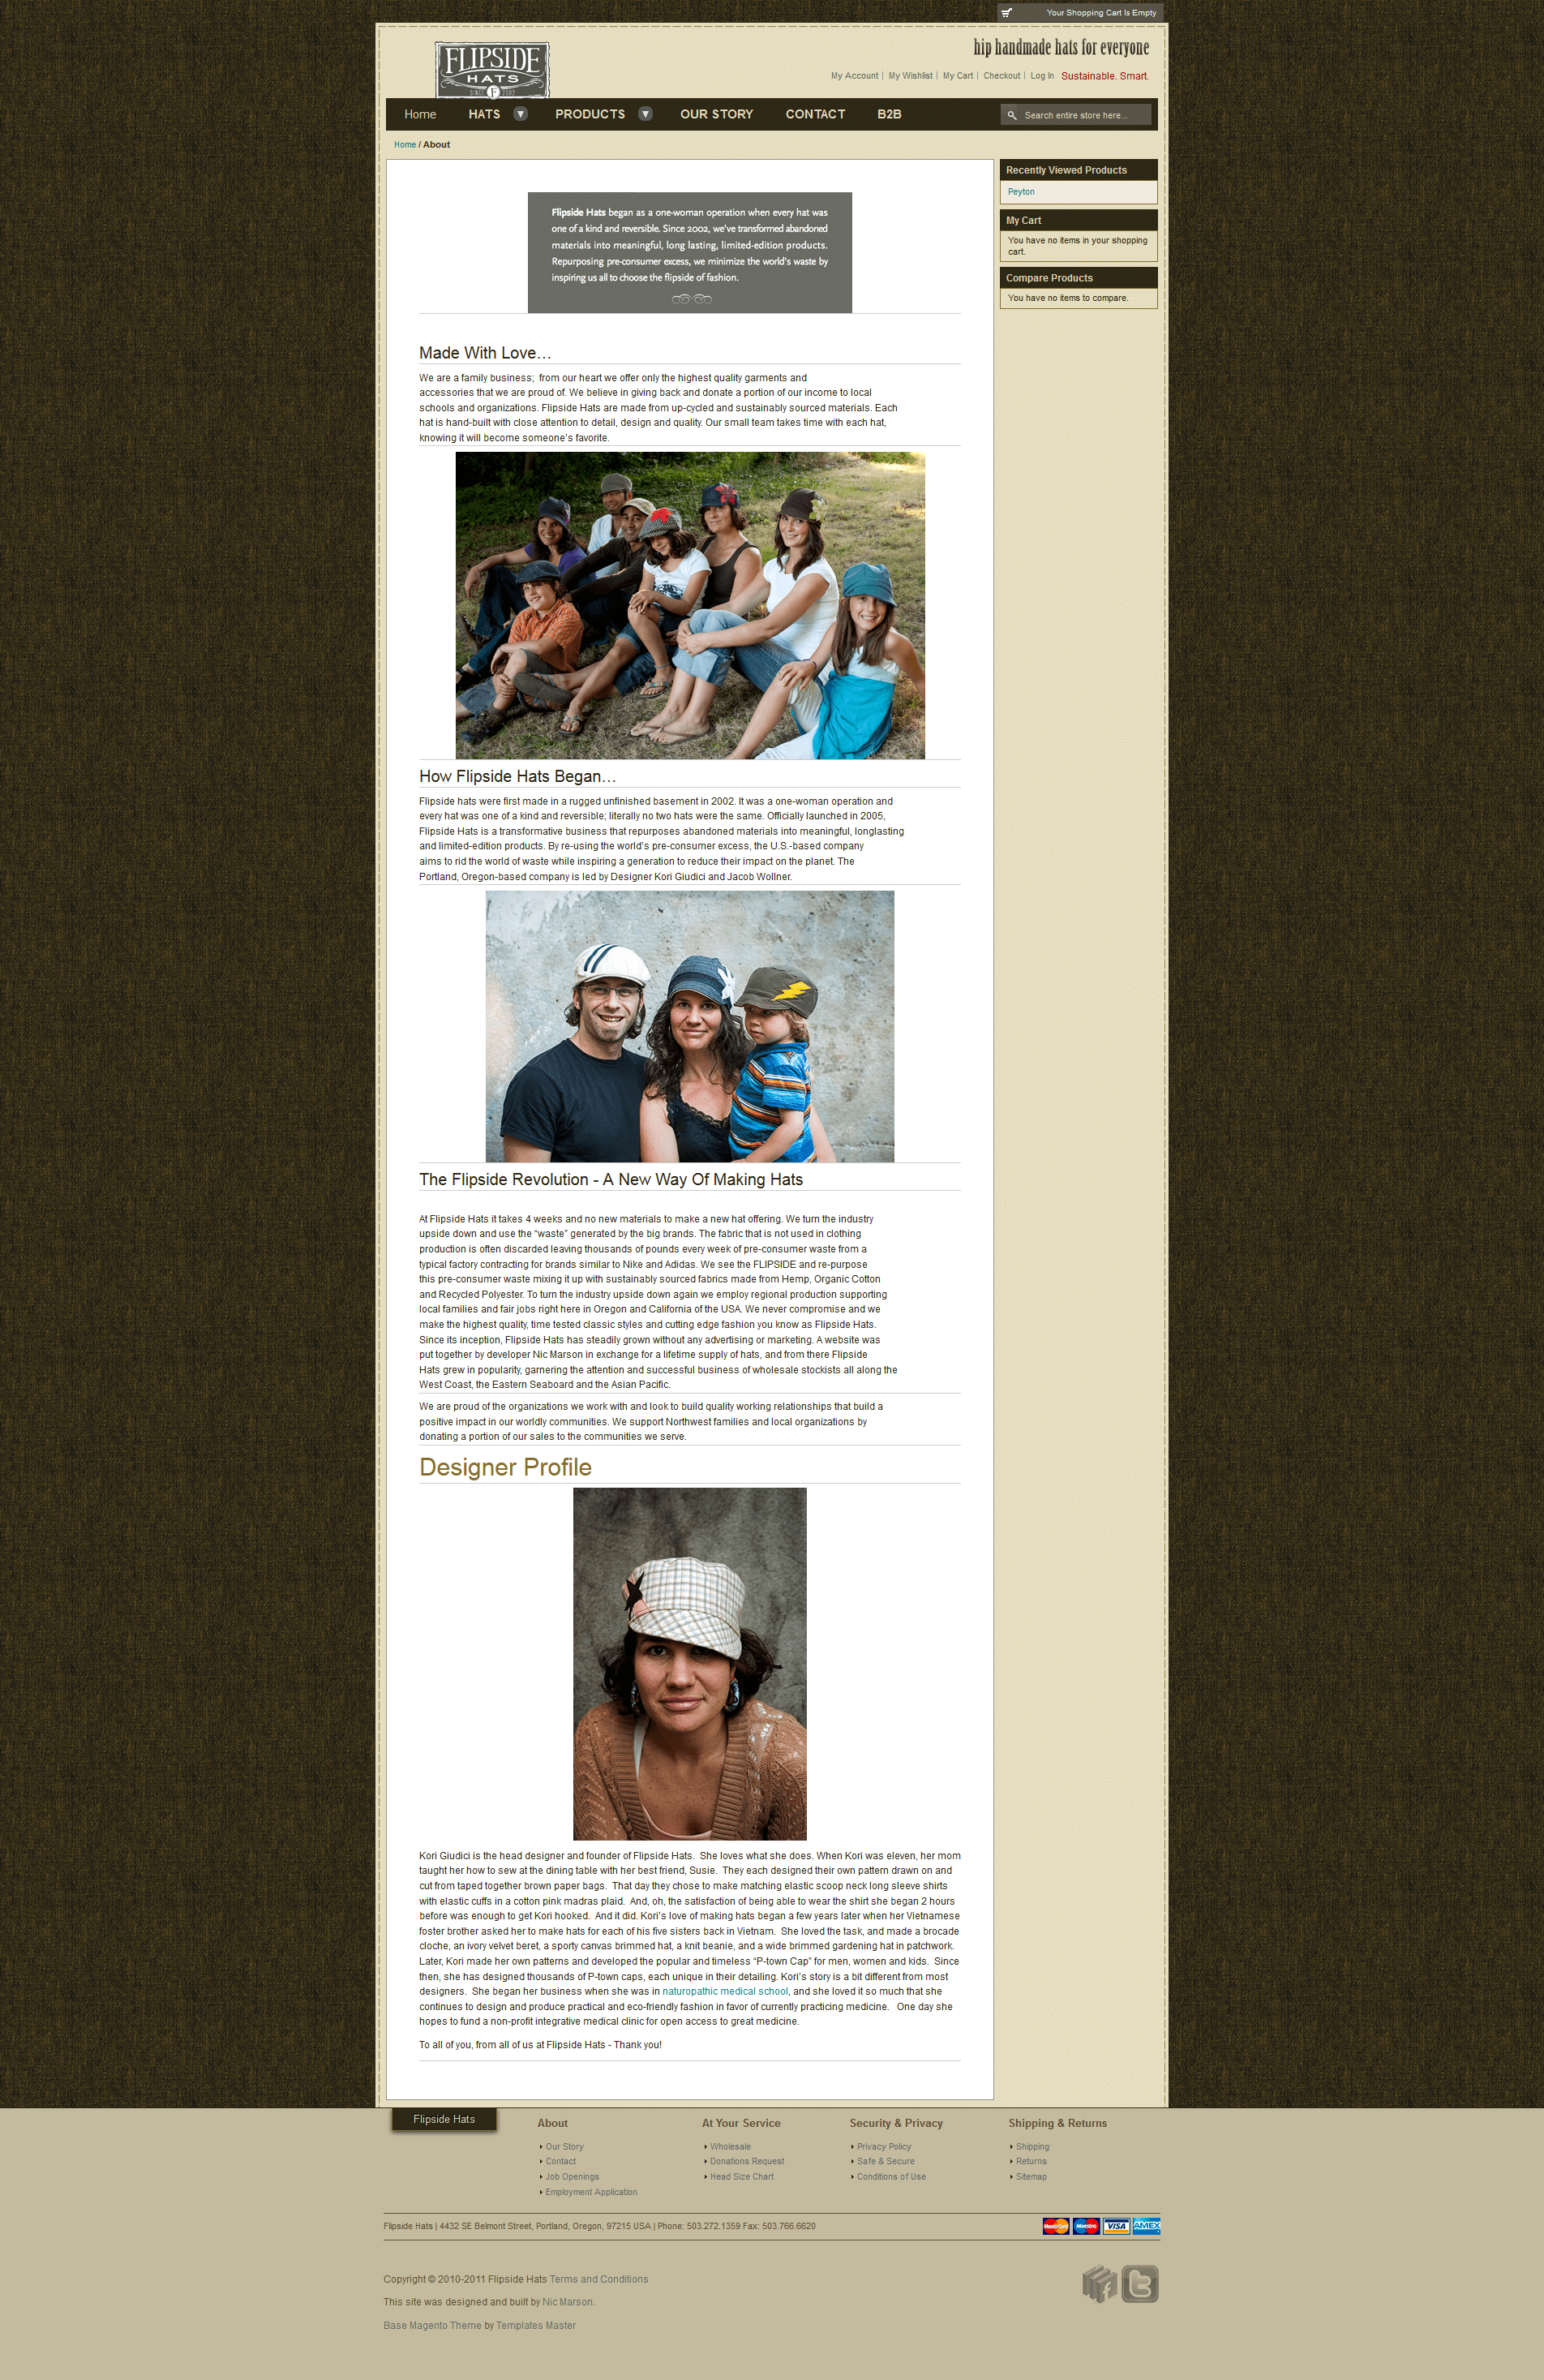 Your Shopping Cart Is Empty
FLIPSIDE
HATS
SINCE F 2002
hip handmade hats for everyone
My Account | My Wishlist | My Cart | Checkout | Log In Sustainable. Smart.
Home HATS ▼ PRODUCTS ▼ OUR STORY CONTACT B2B Search entire store here...
Home / About
Flipside Hats began as a one-woman operation when every hat was
one of a kind and reversible. Since 2002, we've transformed abandoned
materials into meaningful, long lasting, limited-edition products.
Repurposing pre-consumer excess, we minimize the world's waste by
inspiring us all to choose the flipside of fashion.
Made With Love…
We are a family business;  from our heart we offer only the highest quality garments and
accessories that we are proud of. We believe in giving back and donate a portion of our income to local
schools and organizations. Flipside Hats are made from up-cycled and sustainably sourced materials. Each
hat is hand-built with close attention to detail, design and quality. Our small team takes time with each hat,
knowing it will become someone's favorite.
How Flipside Hats Began…
Flipside hats were first made in a rugged unfinished basement in 2002. It was a one-woman operation and
every hat was one of a kind and reversible; literally no two hats were the same. Officially launched in 2005,
Flipside Hats is a transformative business that repurposes abandoned materials into meaningful, longlasting
and limited-edition products. By re-using the world's pre-consumer excess, the U.S.-based company
aims to rid the world of waste while inspiring a generation to reduce their impact on the planet. The
Portland, Oregon-based company is led by Designer Kori Giudici and Jacob Wollner.
The Flipside Revolution - A New Way Of Making Hats
At Flipside Hats it takes 4 weeks and no new materials to make a new hat offering. We turn the industry
upside down and use the “waste” generated by the big brands. The fabric that is not used in clothing
production is often discarded leaving thousands of pounds every week of pre-consumer waste from a
typical factory contracting for brands similar to Nike and Adidas. We see the FLIPSIDE and re-purpose
this pre-consumer waste mixing it up with sustainably sourced fabrics made from Hemp, Organic Cotton
and Recycled Polyester. To turn the industry upside down again we employ regional production supporting
local families and fair jobs right here in Oregon and California of the USA. We never compromise and we
make the highest quality, time tested classic styles and cutting edge fashion you know as Flipside Hats.
Since its inception, Flipside Hats has steadily grown without any advertising or marketing. A website was
put together by developer Nic Marson in exchange for a lifetime supply of hats, and from there Flipside
Hats grew in popularity, garnering the attention and successful business of wholesale stockists all along the
West Coast, the Eastern Seaboard and the Asian Pacific.
We are proud of the organizations we work with and look to build quality working relationships that build a
positive impact in our worldly communities. We support Northwest families and local organizations by
donating a portion of our sales to the communities we serve.
Designer Profile
Kori Giudici is the head designer and founder of Flipside Hats.  She loves what she does. When Kori was eleven, her mom
taught her how to sew at the dining table with her best friend, Susie.  They each designed their own pattern drawn on and
cut from taped together brown paper bags.  That day they chose to make matching elastic scoop neck long sleeve shirts
with elastic cuffs in a cotton pink madras plaid.  And, oh, the satisfaction of being able to wear the shirt she began 2 hours
before was enough to get Kori hooked.  And it did. Kori's love of making hats began a few years later when her Vietnamese
foster brother asked her to make hats for each of his five sisters back in Vietnam.  She loved the task, and made a brocade
cloche, an ivory velvet beret, a sporty canvas brimmed hat, a knit beanie, and a wide brimmed gardening hat in patchwork.
Later, Kori made her own patterns and developed the popular and timeless “P-town Cap” for men, women and kids.  Since
then, she has designed thousands of P-town caps, each unique in their detailing. Kori's story is a bit different from most
designers.  She began her business when she was in naturopathic medical school, and she loved it so much that she
continues to design and produce practical and eco-friendly fashion in favor of currently practicing medicine.   One day she
hopes to fund a non-profit integrative medical clinic for open access to great medicine.
To all of you, from all of us at Flipside Hats - Thank you!
Recently Viewed Products
Peyton
My Cart
You have no items in your shopping
cart.
Compare Products
You have no items to compare.
Flipside Hats
About
Our Story
Contact
Job Openings
Employment Application
At Your Service
Wholesale
Donations Request
Head Size Chart
Security & Privacy
Privacy Policy
Safe & Secure
Conditions of Use
Shipping & Returns
Shipping
Returns
Sitemap
Flipside Hats | 4432 SE Belmont Street, Portland, Oregon, 97215 USA | Phone: 503.272.1359 Fax: 503.766.6620
MasterCard Maestro VISA AMEX
Copyright © 2010-2011 Flipside Hats Terms and Conditions
This site was designed and built by Nic Marson.
Base Magento Theme by Templates Master